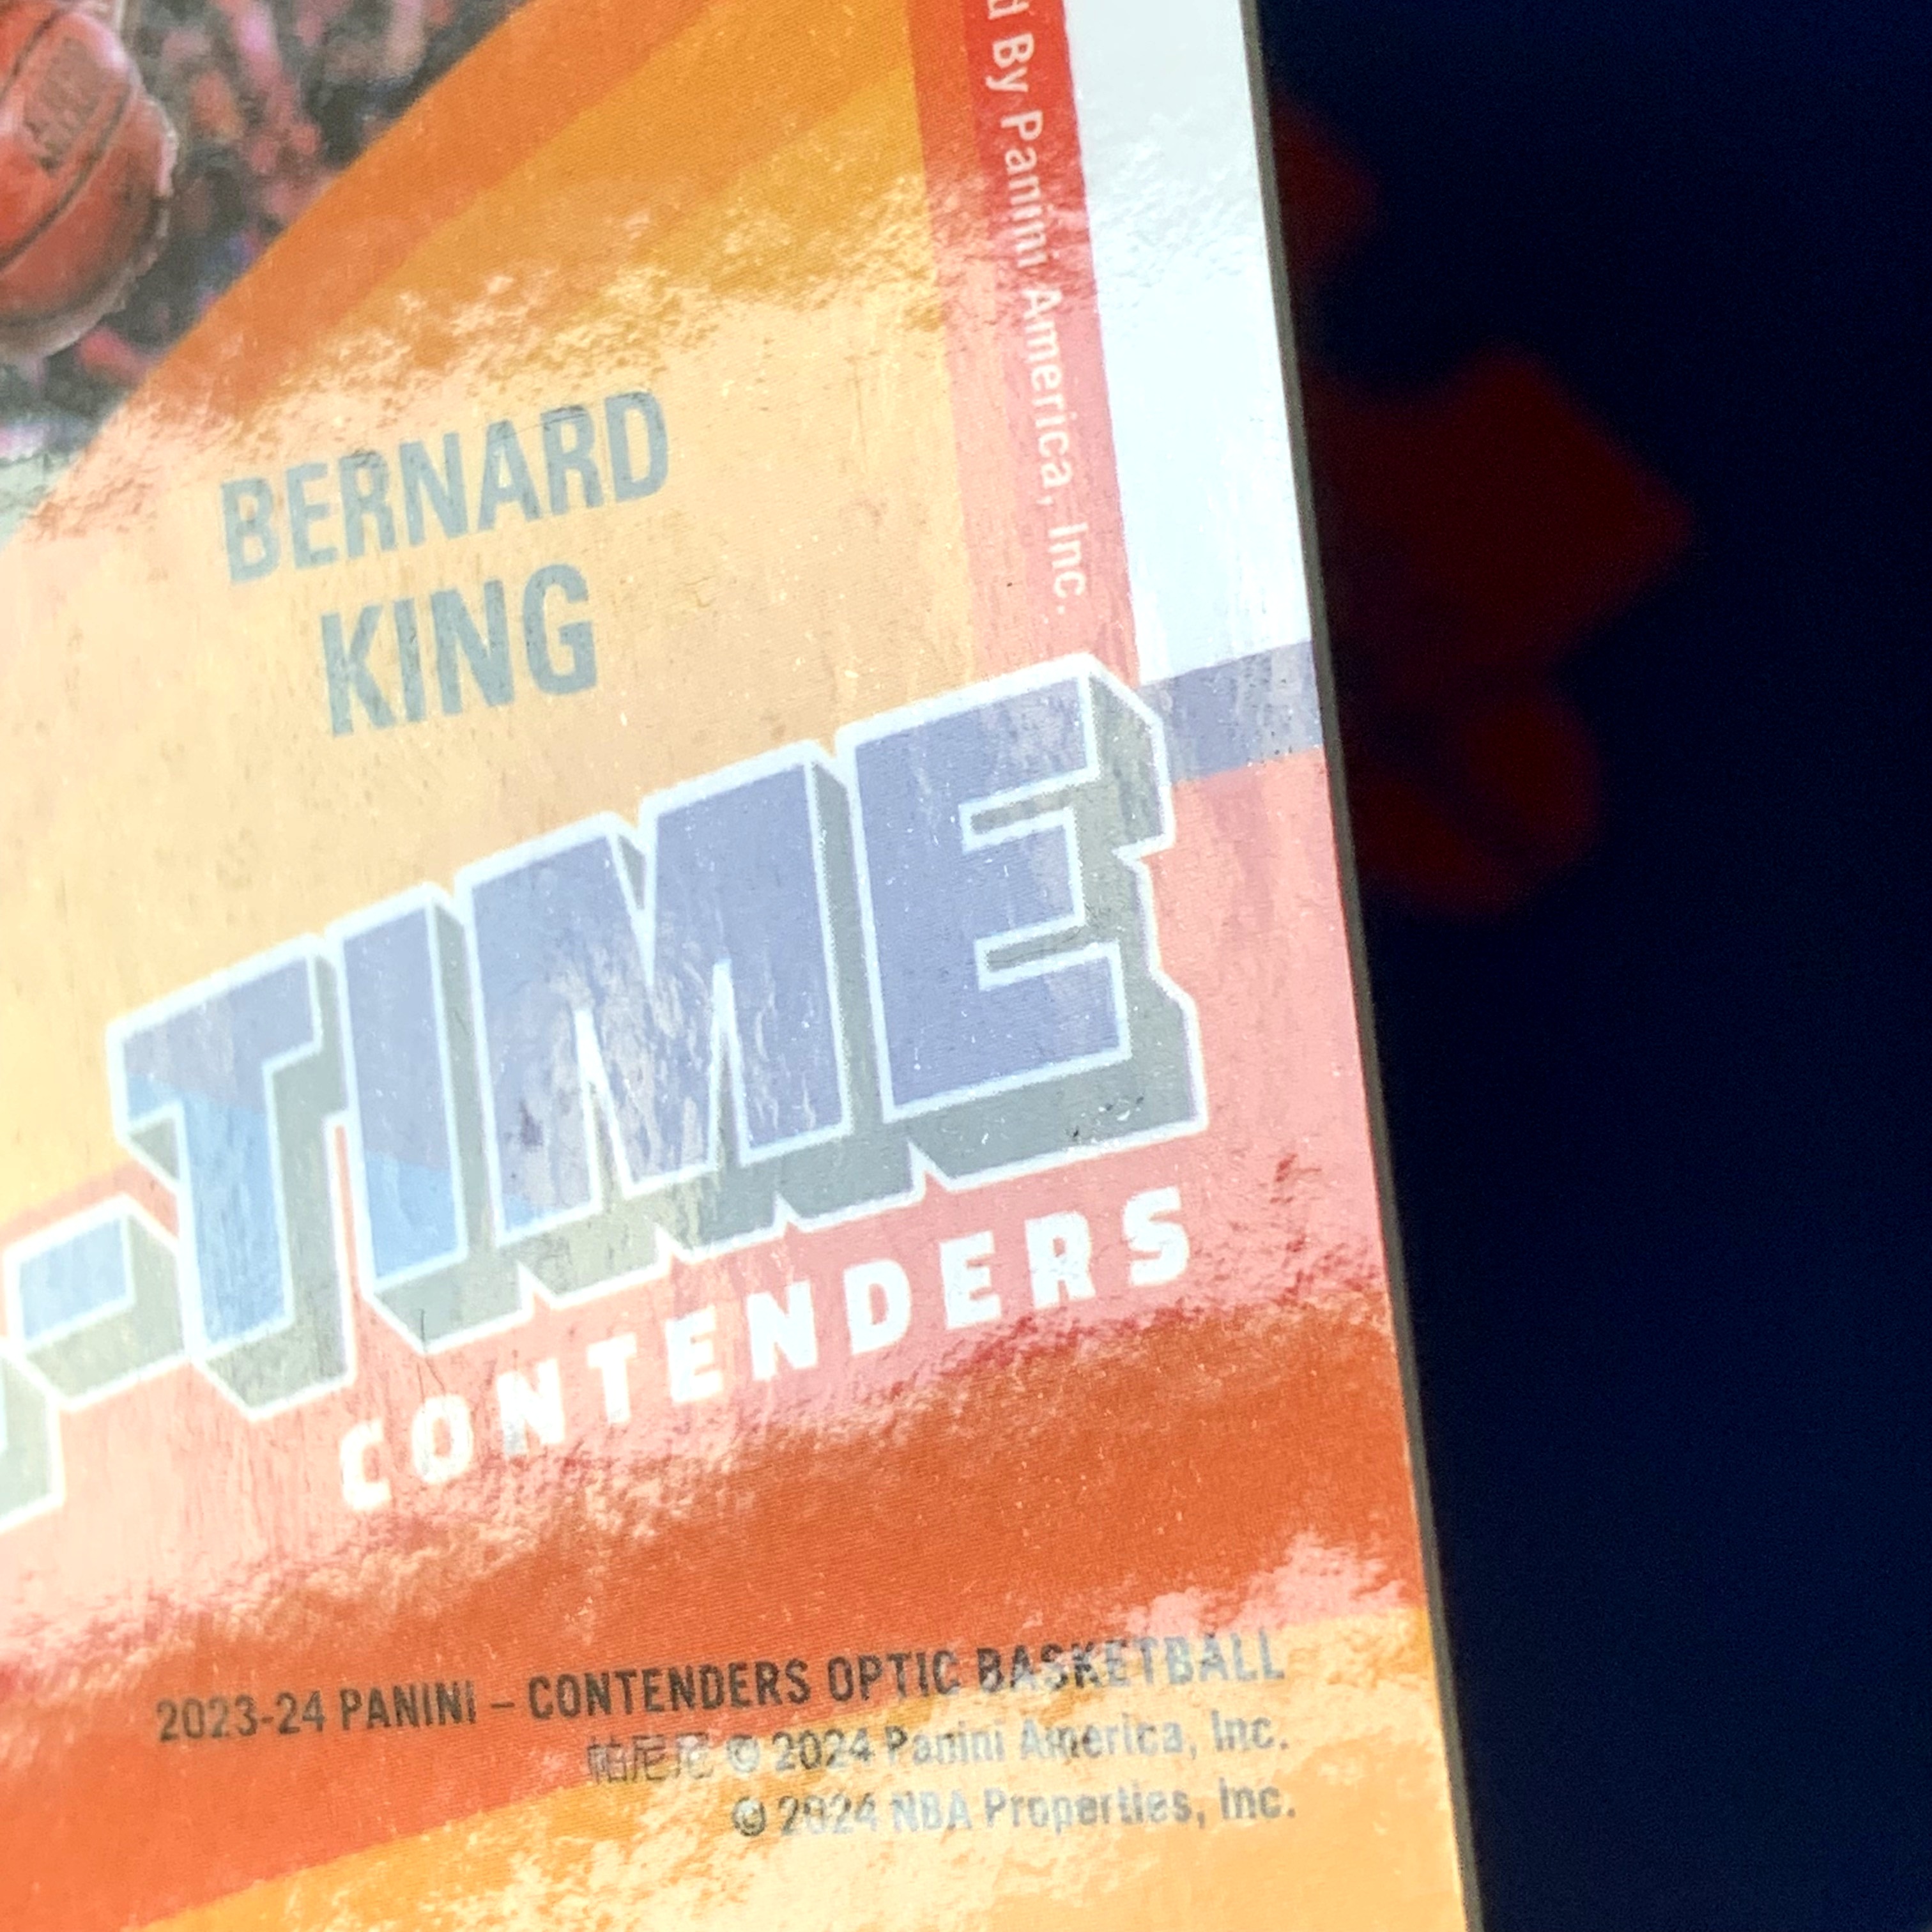 d By Panini America, Inc.
BERNARD
KING
-TIME
CONTENDERS
2023-24 PANINI – CONTENDERS OPTIC BASKETBALL
帕尼尼 © 2024 Panini America, Inc.
© 2024 NBA Properties, Inc.